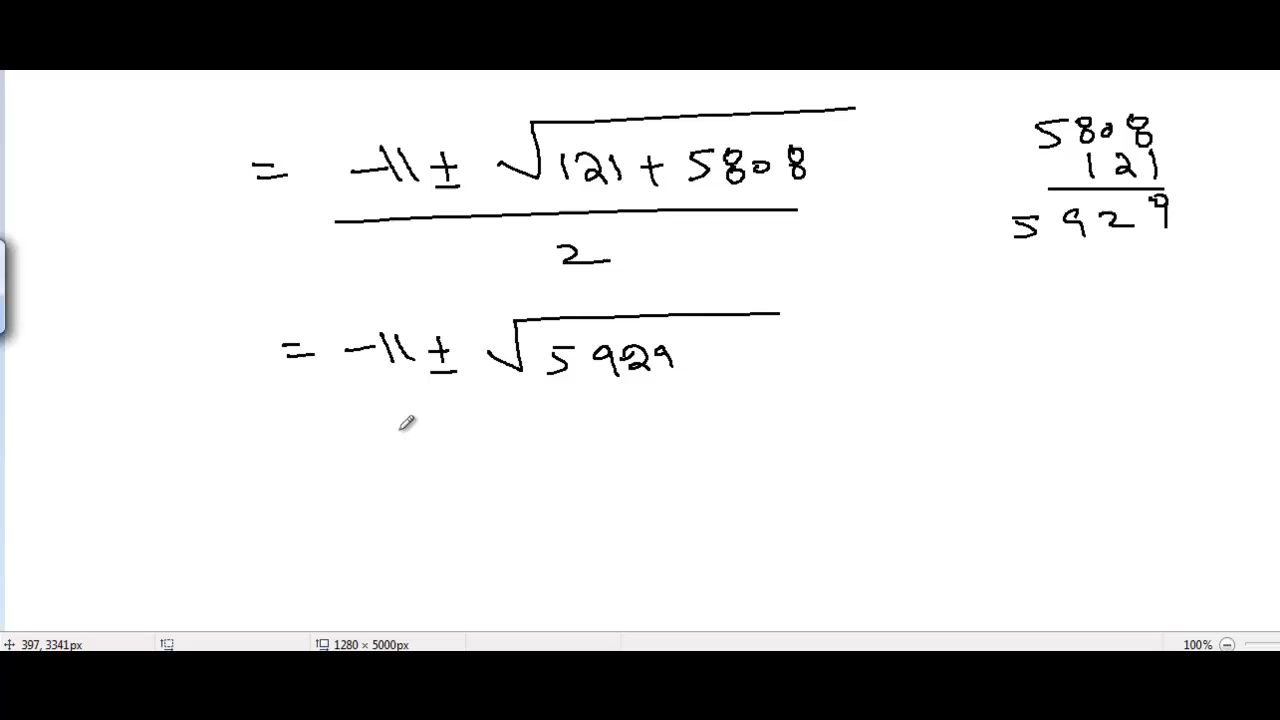 = -11 ± √121 + 5808
2
5808
121
5929
= -11 ± √5929
397, 3341px
1280 × 5000px
100%